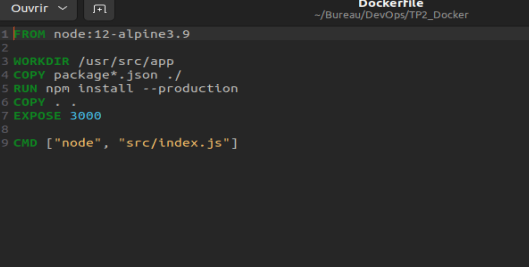 Ouvrir
Dockerfile
~/Bureau/DevOps/TP2_Docker
1 FROM node:12-alpine3.9
2
3 WORKDIR /usr/src/app
4 COPY package*.json ./
5 RUN npm install --production
6 COPY . .
7 EXPOSE 3000
8
9 CMD ["node", "src/index.js"]